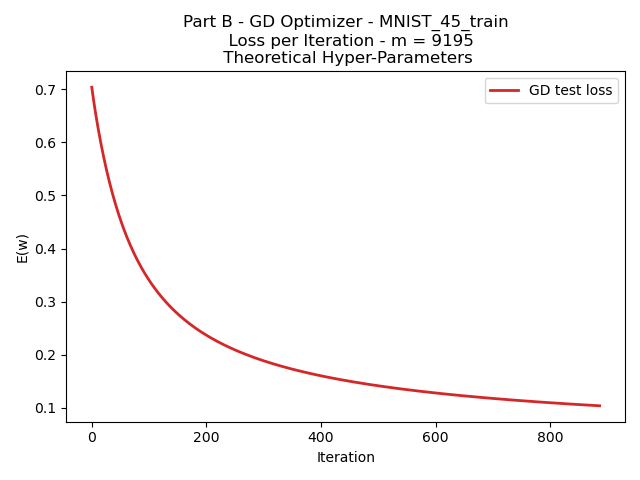 Part B - GD Optimizer - MNIST_45_train
Loss per Iteration - m = 9195
Theoretical Hyper-Parameters
GD test loss
0.7
0.6
0.5
0.4
0.3
0.2
0.1
E(w)
0 200 400 600 800
Iteration